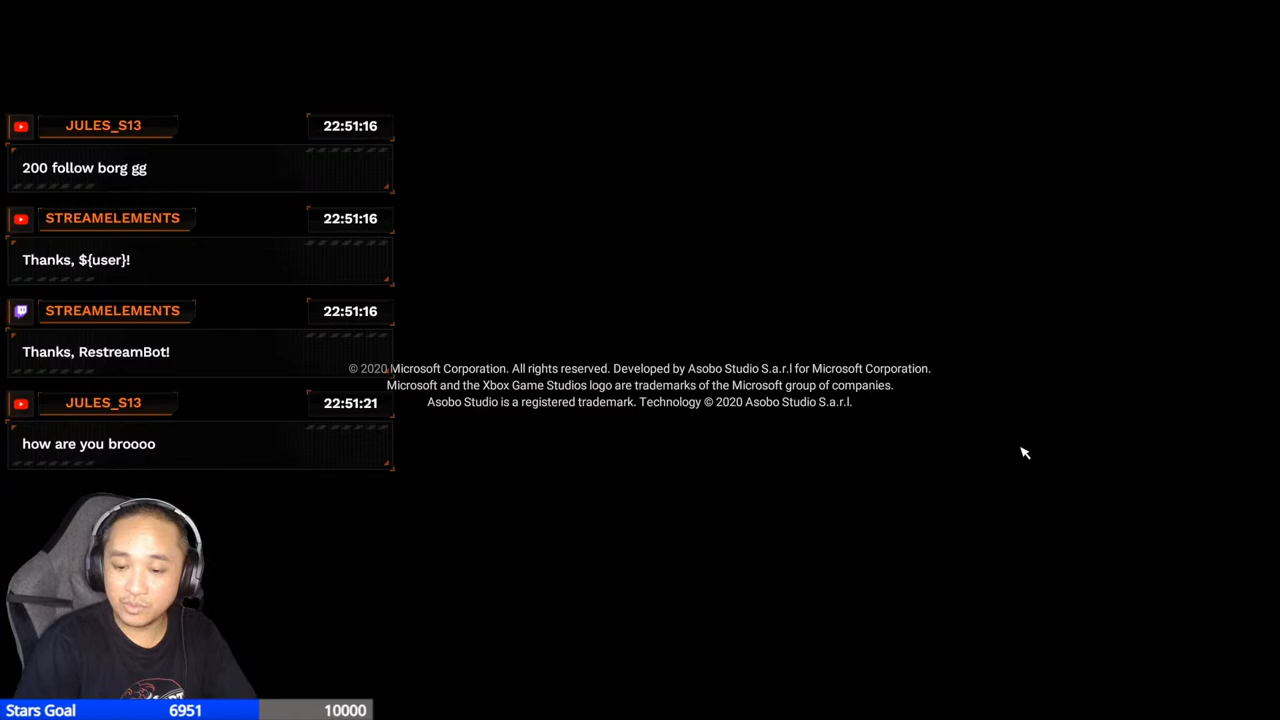 JULES_S13 22:51:16
200 follow borg gg
STREAMELEMENTS 22:51:16
Thanks, ${user}!
STREAMELEMENTS 22:51:16
Thanks, RestreamBot!
© 2020 Microsoft Corporation. All rights reserved. Developed by Asobo Studio S.a.r.l for Microsoft Corporation.
Microsoft and the Xbox Game Studios logo are trademarks of the Microsoft group of companies.
Asobo Studio is a registered trademark. Technology © 2020 Asobo Studio S.a.r.l.
JULES_S13 22:51:21
how are you broooo
Stars Goal 6951 10000